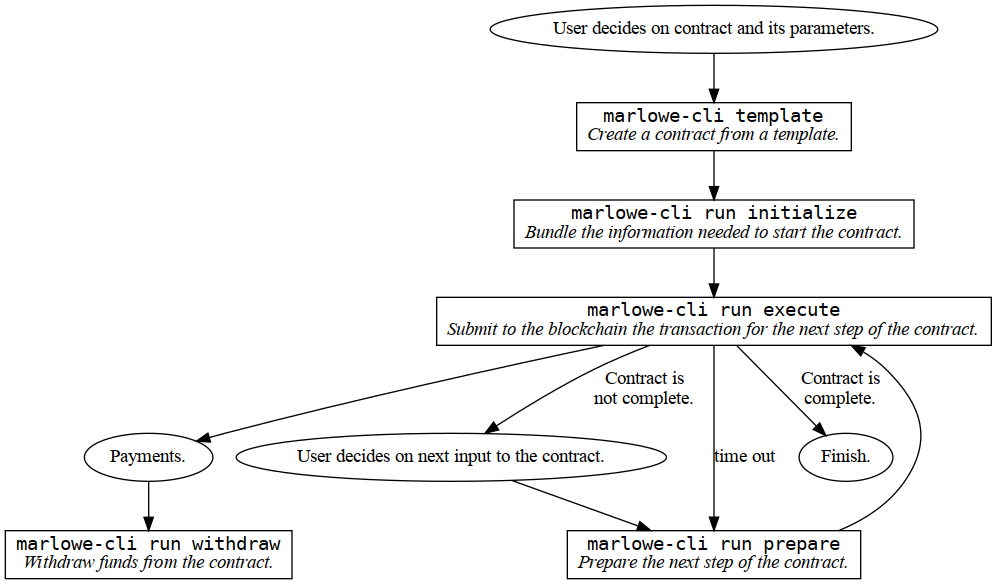 User decides on contract and its parameters.
marlowe-cli template
Create a contract from a template.
marlowe-cli run initialize
Bundle the information needed to start the contract.
marlowe-cli run execute
Submit to the blockchain the transaction for the next step of the contract.
Contract is
not complete.
Contract is
complete.
Payments.
User decides on next input to the contract.
time out
Finish.
marlowe-cli run withdraw
Withdraw funds from the contract.
marlowe-cli run prepare
Prepare the next step of the contract.